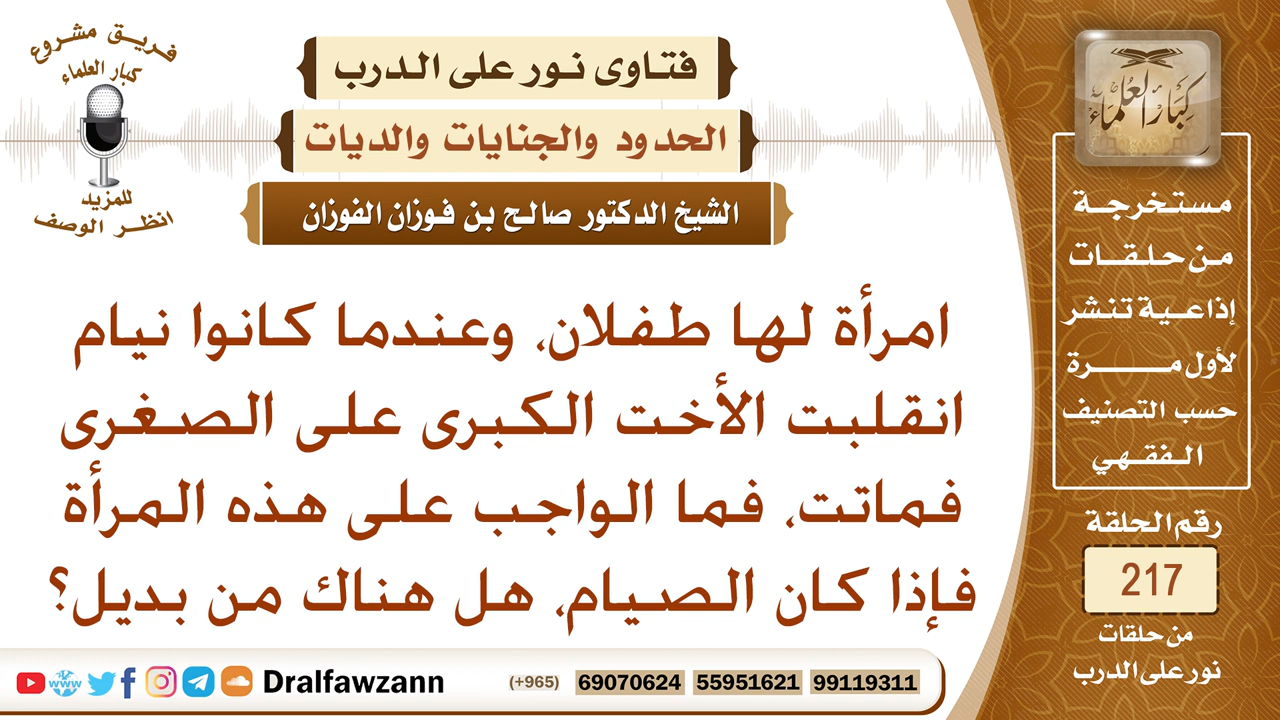 فريق مشروع
كبار العلماء
للمزيد
انظر الوصف
فتاوى نور على الدرب
الحدود والجنايات والديات
الشيخ الدكتور صالح بن فوزان الفوزان
امرأة لها طفلان، وعندما كانوا نيام
انقلبت الأخت الكبرى على الصغرى
فماتت، فما الواجب على هذه المرأة
فإذا كان الصيام، هل هناك من بديل؟
كبار العلماء
مستخرجة
من حلقات
إذاعية تنشر
لأول مرة
حسب التصنيف
الفقهي
رقم الحلقة
217
من حلقات
نور على الدرب
www Dralfawzann (+965) 69070624 55951621 99119311